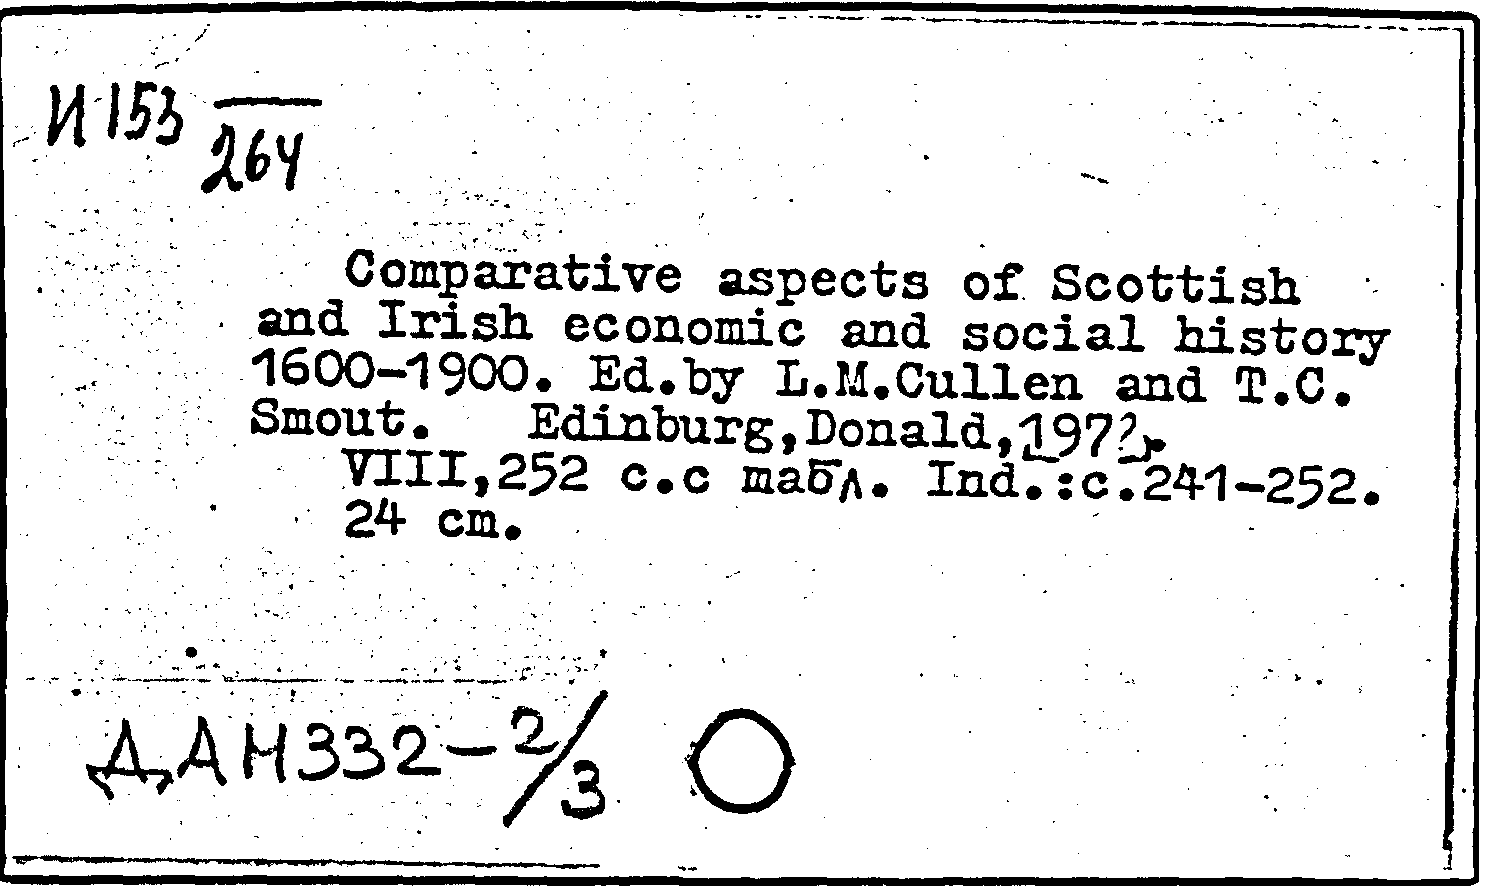 И 153 264
Comparative aspects of Scottish
and Irish economic and social history
1600-1900. Ed.by L.M.Cullen and T.C.
Smout. Edinburg,Donald,[197?].
VIII,252 c.c табл. Ind.:c.241-252.
24 cm.
ДАН332-2/3